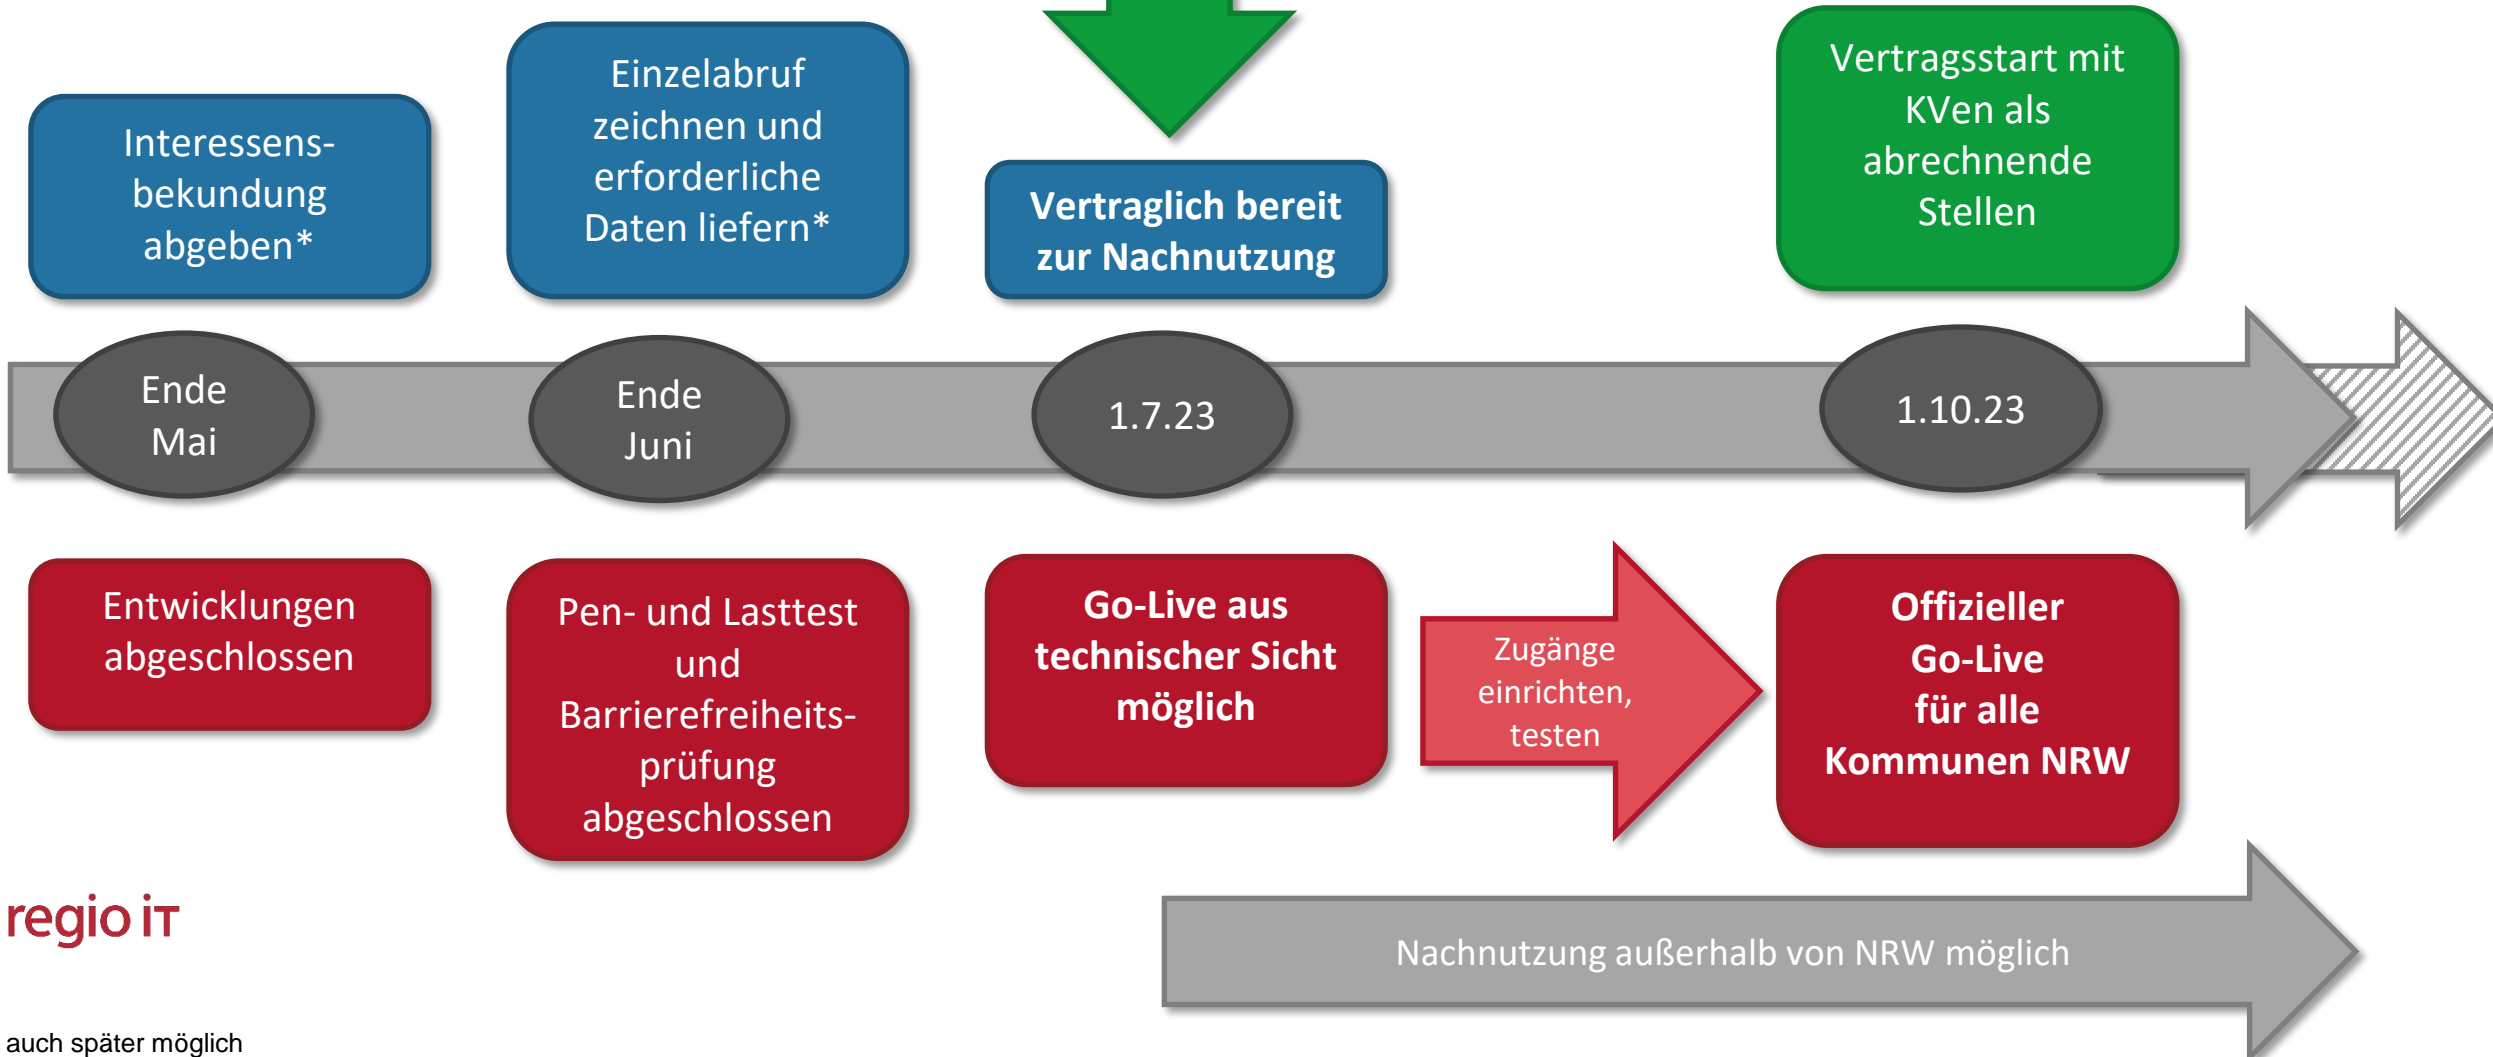 Interessens-
bekundung
abgeben*
Einzelabruf
zeichnen und
erforderliche
Daten liefern*
Vertraglich bereit
zur Nachnutzung
Vertragsstart mit
KVen als
abrechnende
Stellen
Ende
Mai
Ende
Juni
1.7.23
1.10.23
Entwicklungen
abgeschlossen
Pen- und Lasttest
und
Barrierefreiheits-
prüfung
abgeschlossen
Go-Live aus
technischer Sicht
möglich
Zugänge
einrichten,
testen
Offizieller
Go-Live
für alle
Kommunen NRW
regio iT
Nachnutzung außerhalb von NRW möglich
auch später möglich